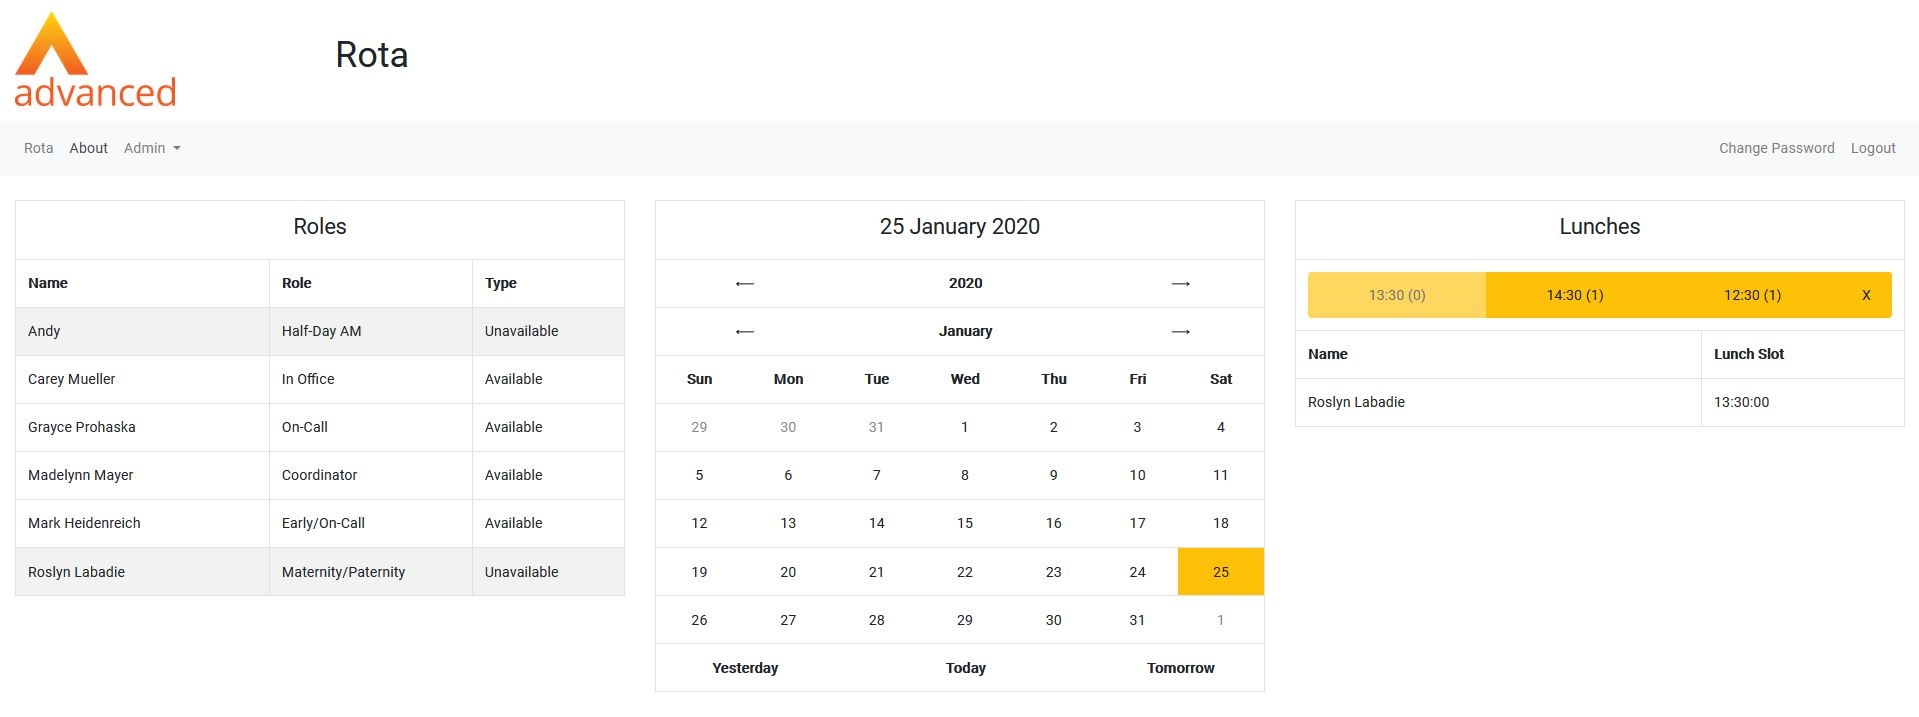 advanced
Rota
Rota About Admin Change Password Logout
Roles
Name Role Type
Andy Half-Day AM Unavailable
Carey Mueller In Office Available
Grayce Prohaska On-Call Available
Madelynn Mayer Coordinator Available
Mark Heidenreich Early/On-Call Available
Roslyn Labadie Maternity/Paternity Unavailable
25 January 2020
← 2020 →
← January →
Sun Mon Tue Wed Thu Fri Sat
29 30 31 1 2 3 4
5 6 7 8 9 10 11
12 13 14 15 16 17 18
19 20 21 22 23 24 25
26 27 28 29 30 31 1
Yesterday Today Tomorrow
Lunches
13:30 (0) 14:30 (1) 12:30 (1) X
Name Lunch Slot
Roslyn Labadie 13:30:00